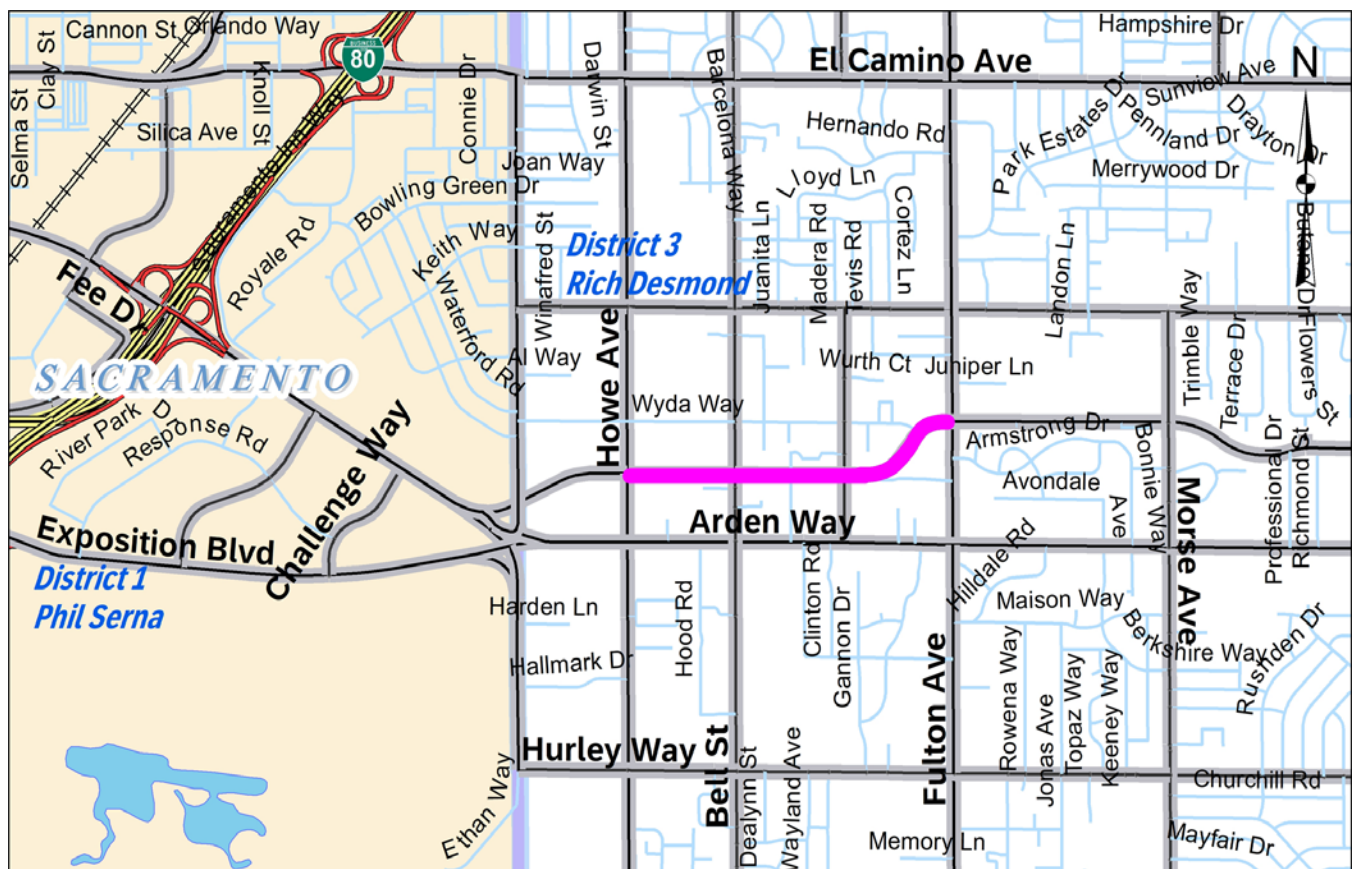 Cannon St
Orlando Way
Hampshire Dr
Clay St
BUSINESS
80
Knoll St
Connie Dr
Darwin St
Barcelona Way
El Camino Ave
N
Sunview Ave
Selma St
Silica Ave
Hernando Rd
Park Estates Dr
Pennland Dr
Drayton Dr
Joan Way
Lloyd Ln
Merrywood Dr
Bowling Green Dr
Cortez Ln
Butano Dr
Royale Rd
Keith Way
Winafred St
District 3
Rich Desmond
Juanita Ln
Madera Rd
Tevis Rd
Landon Ln
Fee Dr
Waterford Rd
Trimble Way
Terrace Dr
Flowers St
SACRAMENTO
Al Way
Howe Ave
Wurth Ct
Juniper Ln
River Park Dr
Response Rd
Challenge Way
Wyda Way
Armstrong Dr
Bonnie Way
Professional Dr
Richmond St
Avondale
Ave
Morse Ave
Exposition Blvd
Arden Way
District 1
Phil Serna
Harden Ln
Hood Rd
Clinton Rd
Gannon Dr
Hilldale Rd
Maison Way
Berkshire Way
Rushden Dr
Hallmark Dr
Fulton Ave
Rowena Way
Jonas Ave
Topaz Way
Keeney Way
Hurley Way
Bell St
Churchill Rd
Ethan Way
Dealynn St
Wayland Ave
Memory Ln
Mayfair Dr